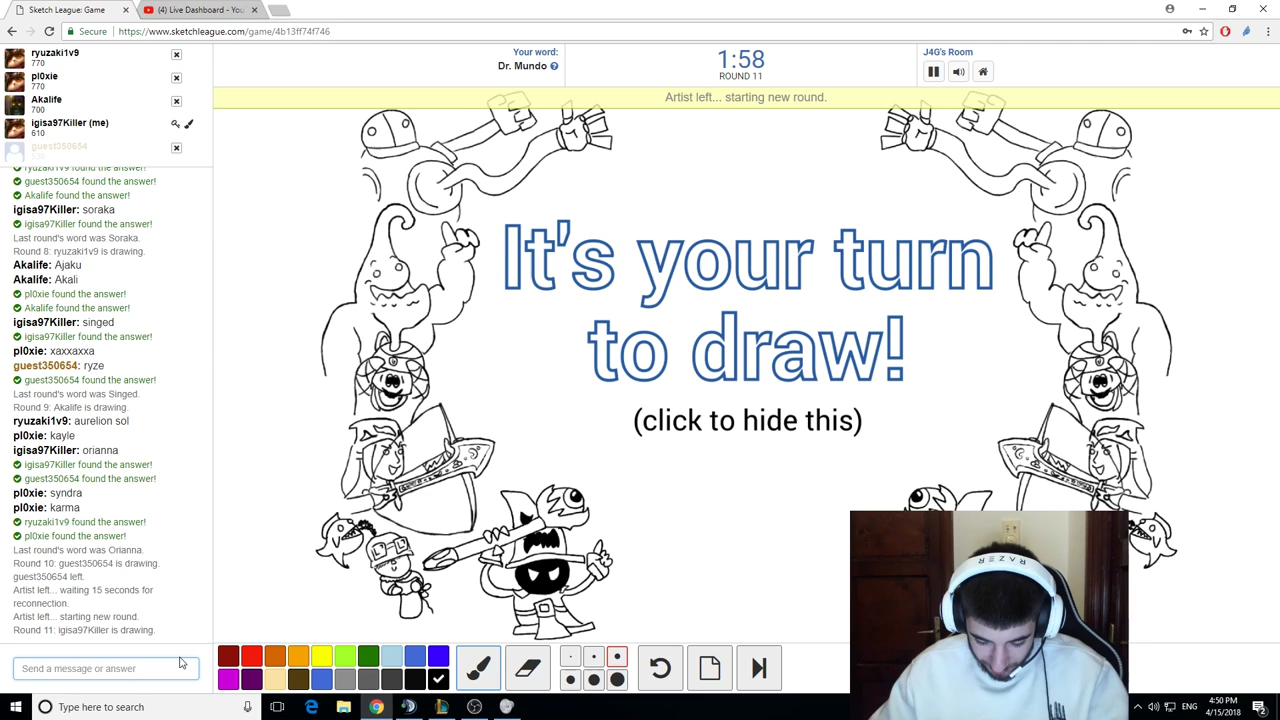 Sketch League: Game
(4) Live Dashboard - You
Secure
https://www.sketchleague.com/game/4b13ff74f746
ryuzaki1v9
770
pl0xie
770
Akalife
700
igisa97Killer (me)
610
guest350654
Your word:
Dr. Mundo
1:58
ROUND 11
J4G's Room
Artist left... starting new round.
ryuzaki1v9 found the answer!
guest350654 found the answer!
Akalife found the answer!
igisa97Killer: soraka
igisa97Killer found the answer!
Last round's word was Soraka.
Round 8: ryuzaki1v9 is drawing.
Akalife: Ajaku
Akalife: Akali
pl0xie found the answer!
Akalife found the answer!
igisa97Killer: singed
igisa97Killer found the answer!
pl0xie: xaxxaxxa
guest350654: ryze
guest350654 found the answer!
Last round's word was Singed.
Round 9: Akalife is drawing.
ryuzaki1v9: aurelion sol
pl0xie: kayle
igisa97Killer: orianna
igisa97Killer found the answer!
guest350654 found the answer!
pl0xie: syndra
pl0xie: karma
ryuzaki1v9 found the answer!
pl0xie found the answer!
Last round's word was Orianna.
Round 10: guest350654 is drawing.
guest350654 left.
Artist left... waiting 15 seconds for
reconnection.
Artist left... starting new round.
Round 11: igisa97Killer is drawing.
Send a message or answer
It's your turn
to draw!
(click to hide this)
RAZER
Type here to search
ENG
4:50 PM
4/15/2018
2